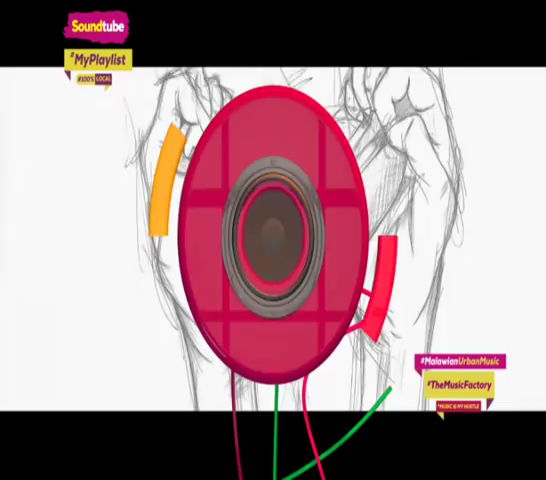 Soundtube
#MyPlaylist
#100% LOCAL
#MalawianUrbanMusic
#TheMusicFactory
#MUSIC IS MY HUSTLE